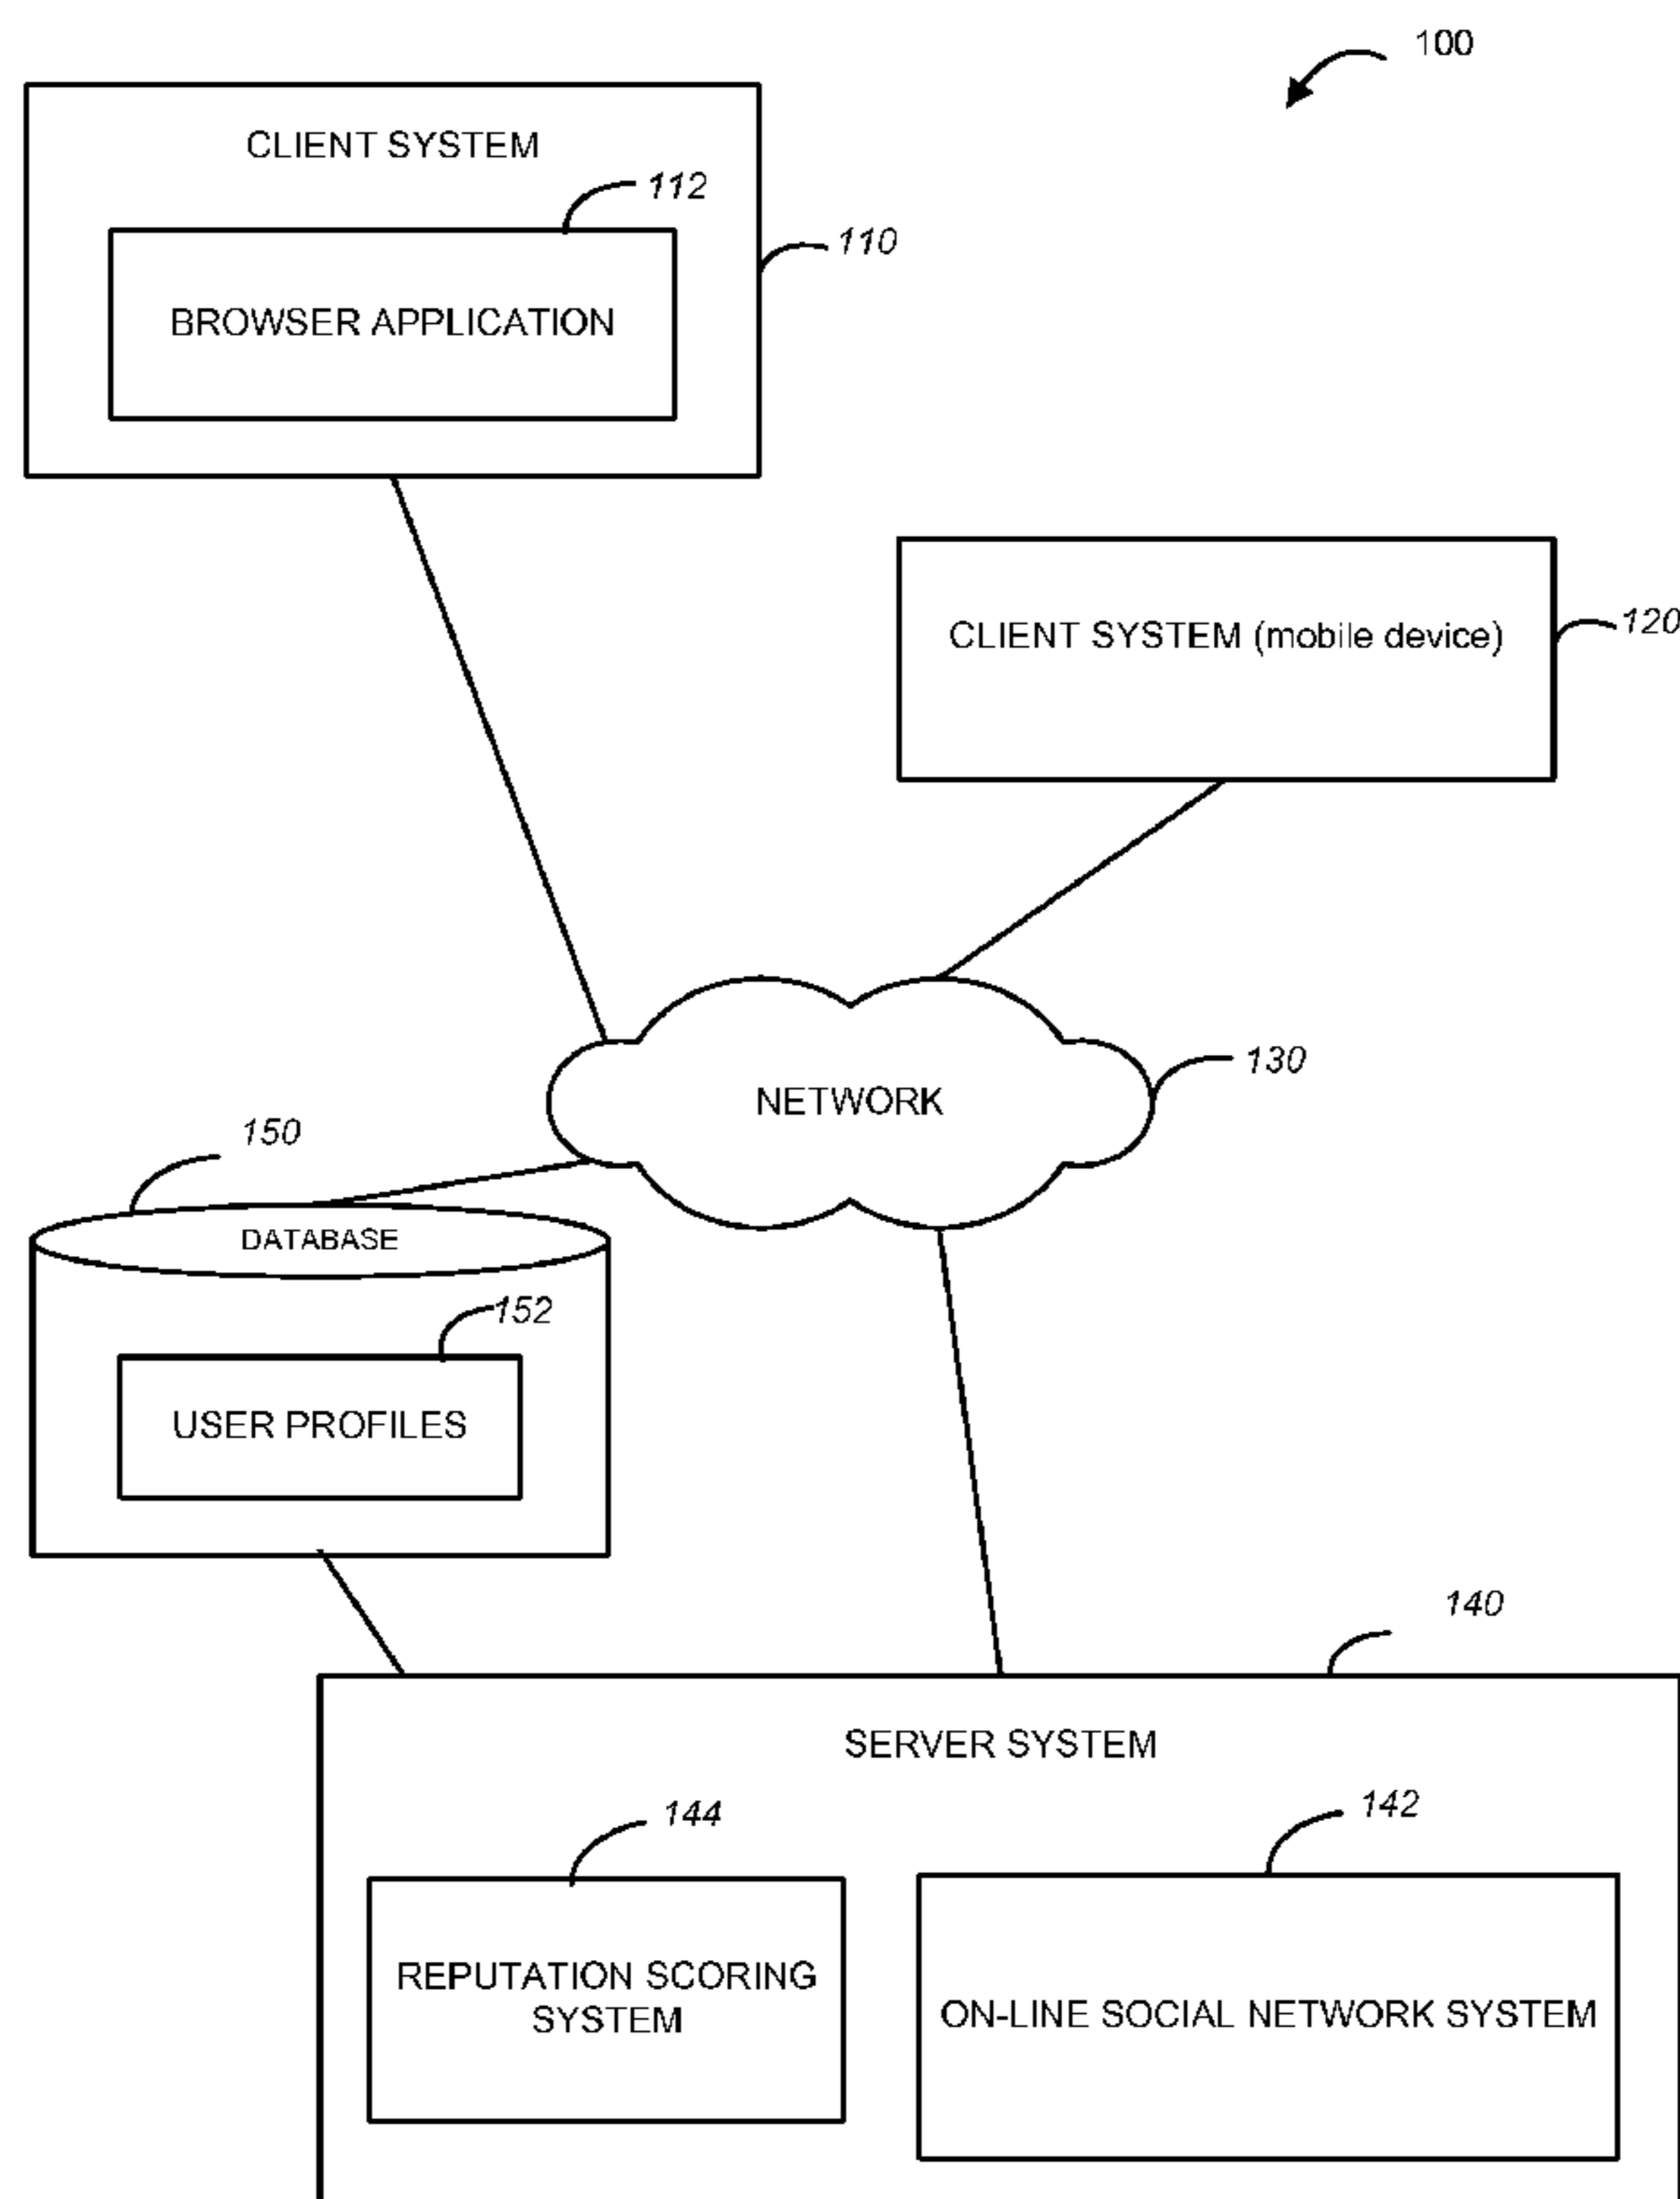 100
CLIENT SYSTEM
112
110
BROWSER APPLICATION
CLIENT SYSTEM (mobile device)
120
130
NETWORK
150
DATABASE
152
USER PROFILES
140
SERVER SYSTEM
144
142
REPUTATION SCORING
SYSTEM
ON-LINE SOCIAL NETWORK SYSTEM